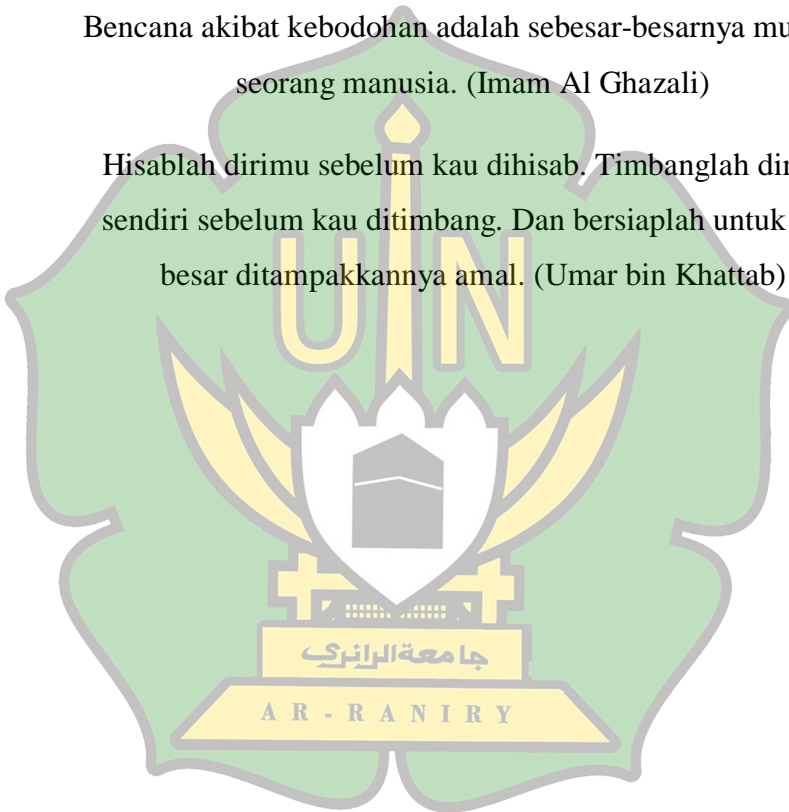 Bencana akibat kebodohan adalah sebesar-besarnya mu
seorang manusia. (Imam Al Ghazali)
Hisablah dirimu sebelum kau dihisab. Timbanglah dir
sendiri sebelum kau ditimbang. Dan bersiaplah untuk
besar ditampakkannya amal. (Umar bin Khattab)
UIN
جامعة الرانري
AR-RANIRY